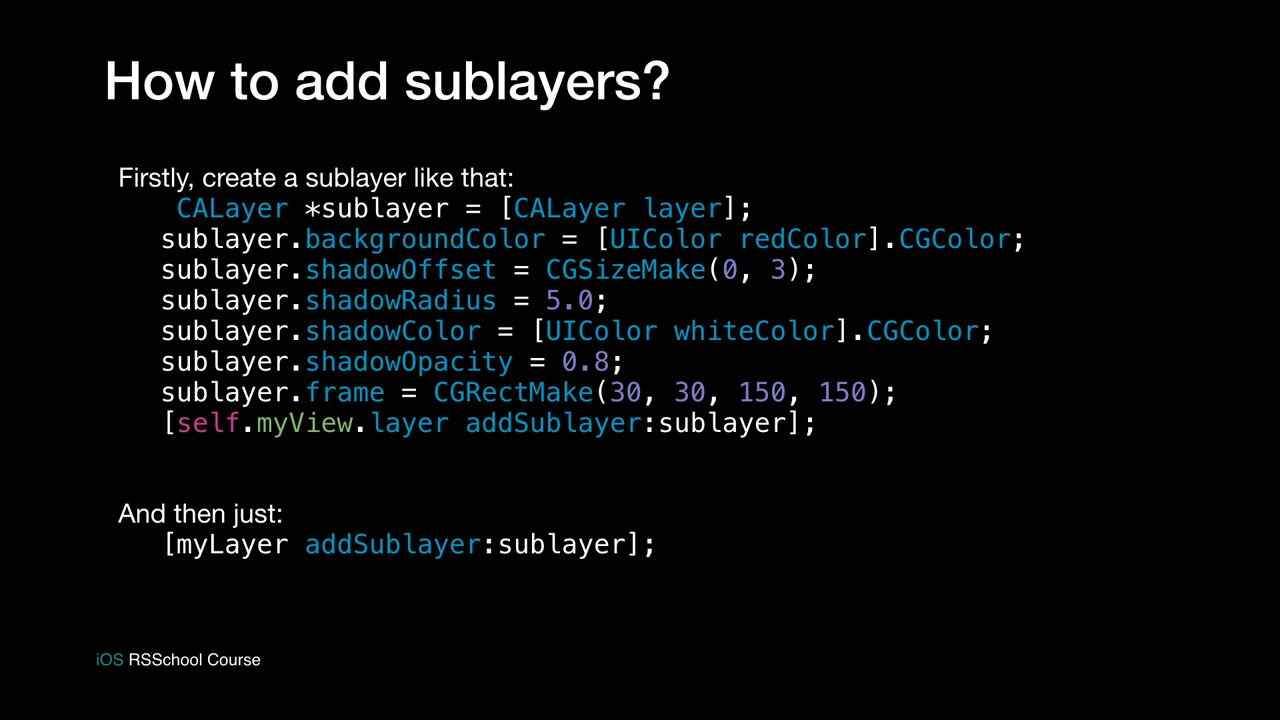 How to add sublayers?
Firstly, create a sublayer like that:
CALayer *sublayer = [CALayer layer];
sublayer.backgroundColor = [UIColor redColor].CGColor;
sublayer.shadowOffset = CGSizeMake(0, 3);
sublayer.shadowRadius = 5.0;
sublayer.shadowColor = [UIColor whiteColor].CGColor;
sublayer.shadowOpacity = 0.8;
sublayer.frame = CGRectMake(30, 30, 150, 150);
[self.myView.layer addSublayer:sublayer];
And then just:
[myLayer addSublayer:sublayer];
iOS RSSchool Course